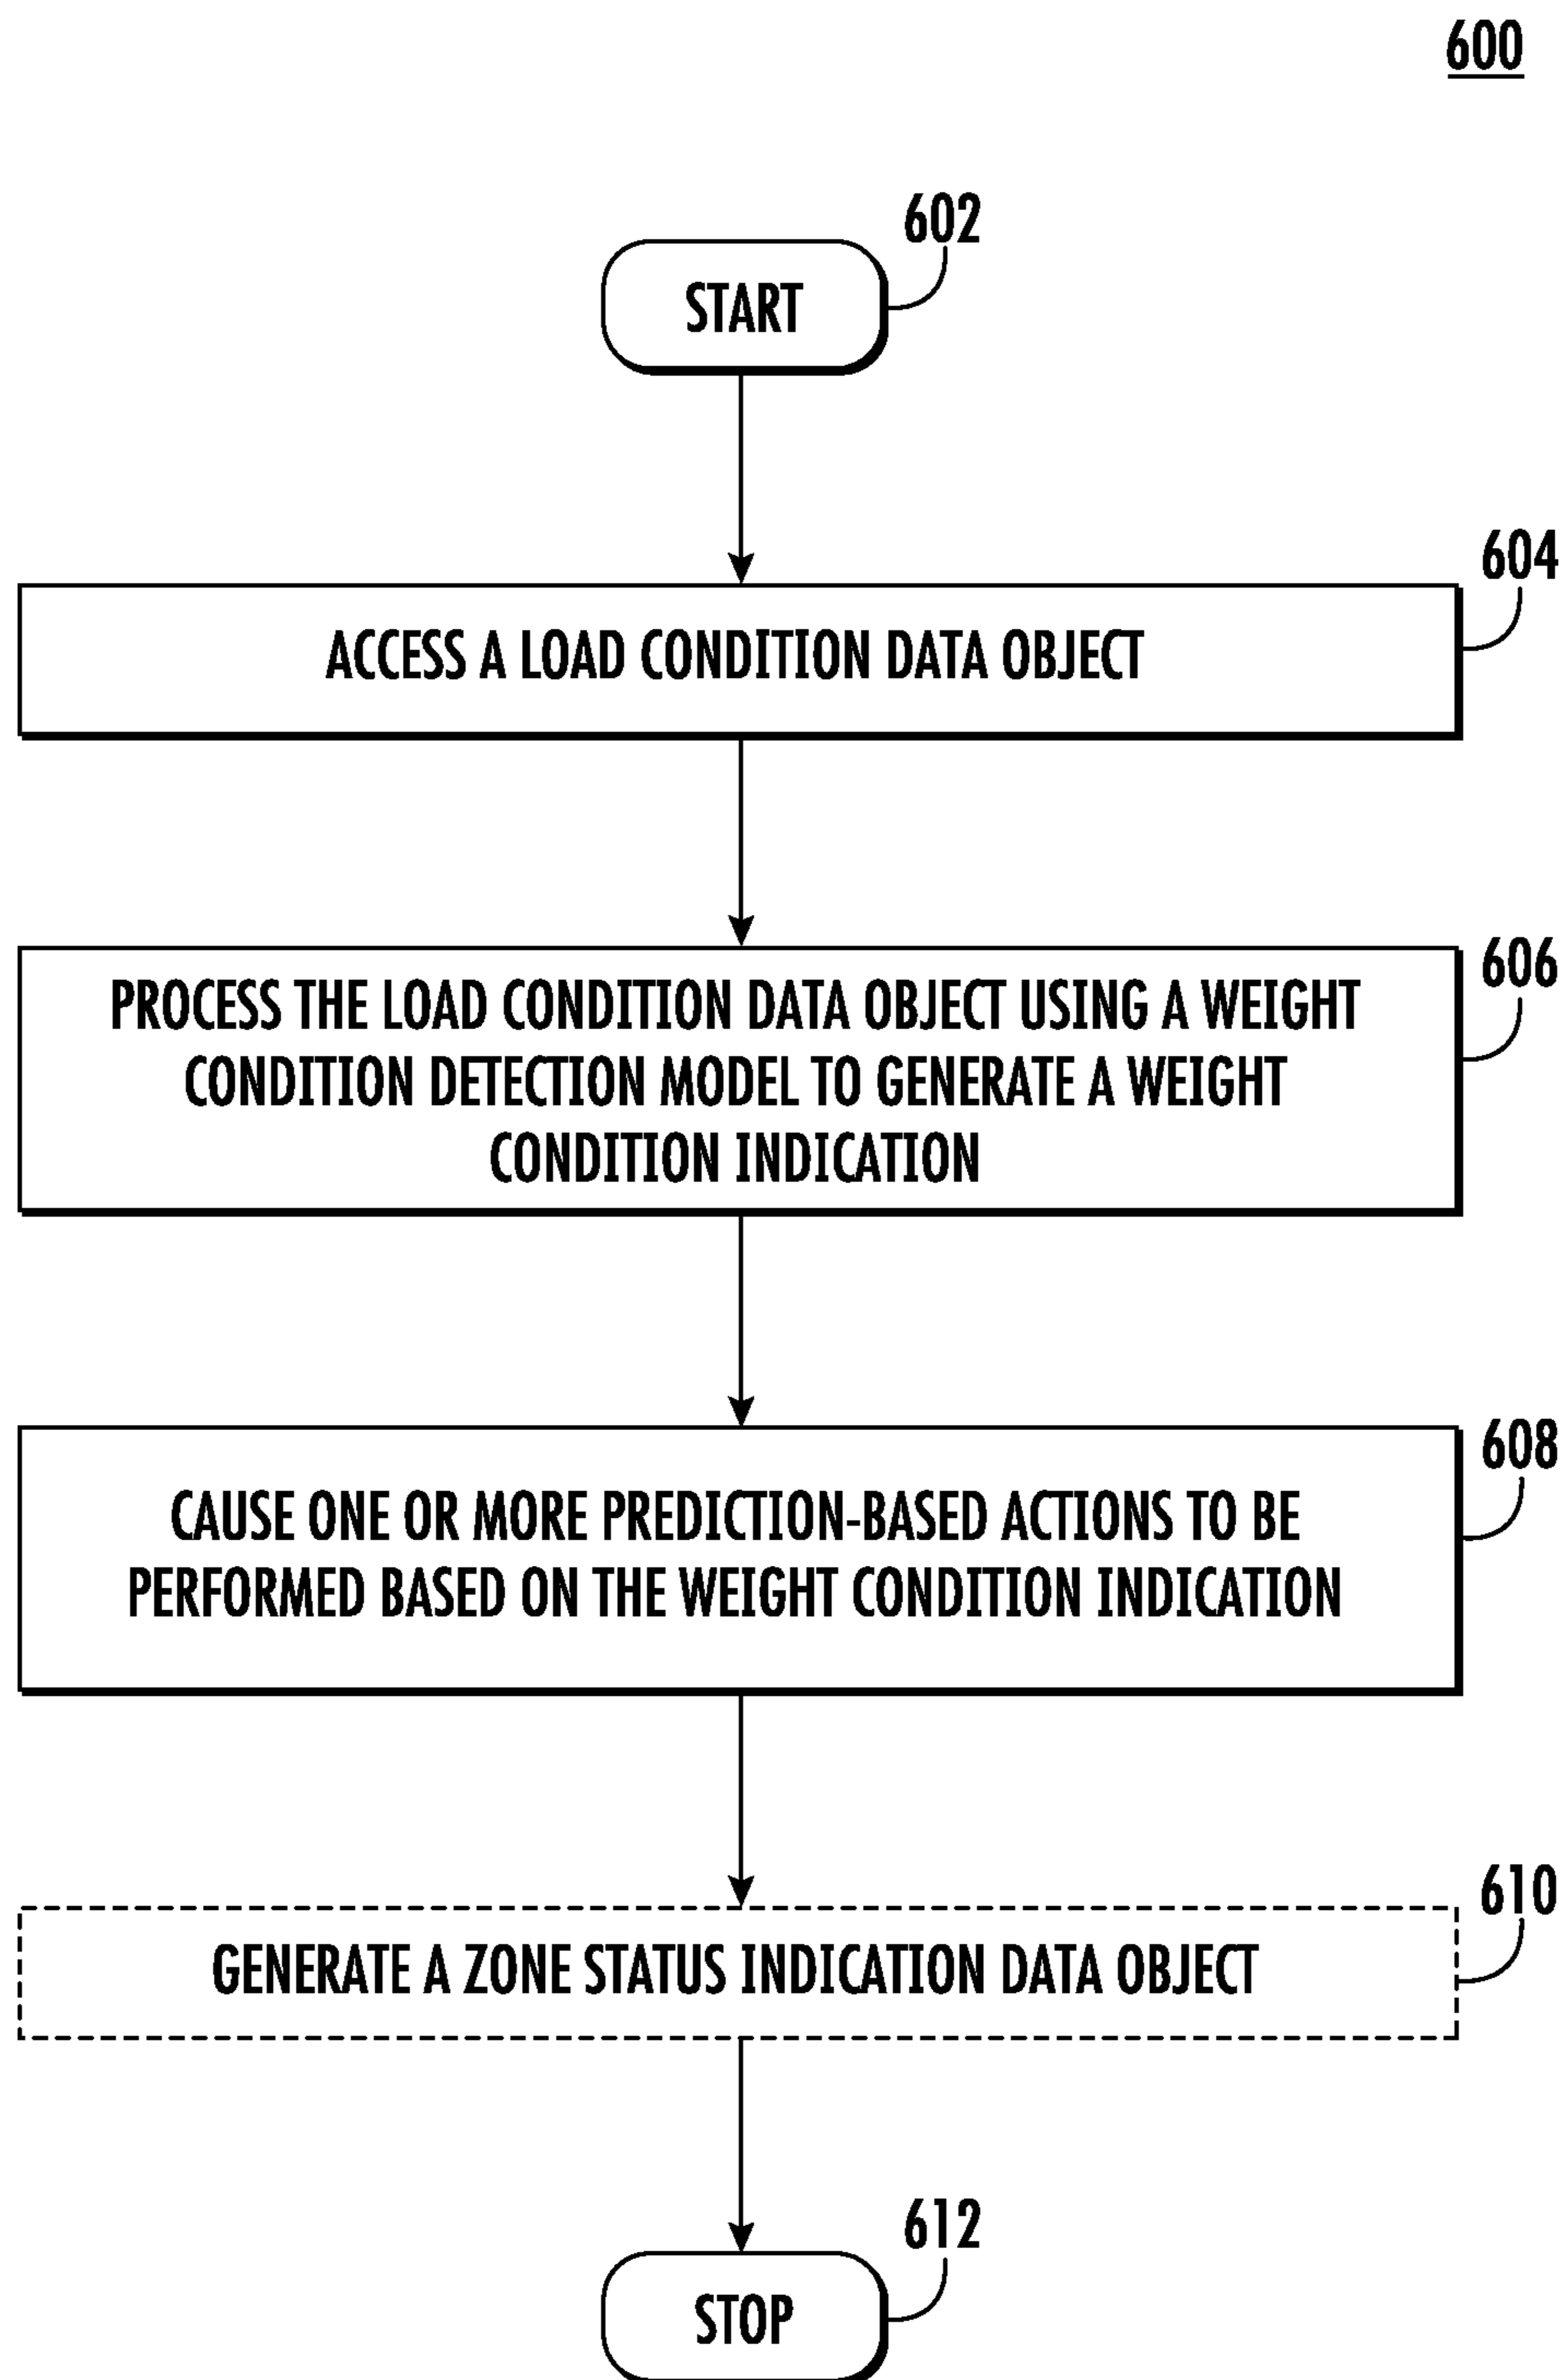 600
602
START
604
ACCESS A LOAD CONDITION DATA OBJECT
606
PROCESS THE LOAD CONDITION DATA OBJECT USING A WEIGHT
CONDITION DETECTION MODEL TO GENERATE A WEIGHT
CONDITION INDICATION
608
CAUSE ONE OR MORE PREDICTION-BASED ACTIONS TO BE
PERFORMED BASED ON THE WEIGHT CONDITION INDICATION
610
GENERATE A ZONE STATUS INDICATION DATA OBJECT
612
STOP